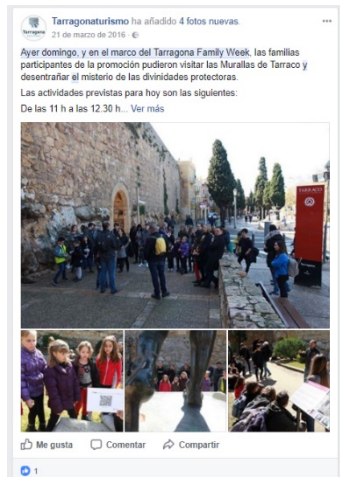 Tarragonaturismo ha añadido 4 fotos nuevas.
21 de marzo de 2016 ·
Ayer domingo, y en el marco del Tarragona Family Week, las familias
participantes de la promoción pudieron visitar las Murallas de Tarraco y
desentrañar el misterio de las divinidades protectoras.
Las actividades previstas para hoy son las siguientes:
De las 11 h a las 12.30 h... Ver más
Me gusta
Comentar
Compartir
1